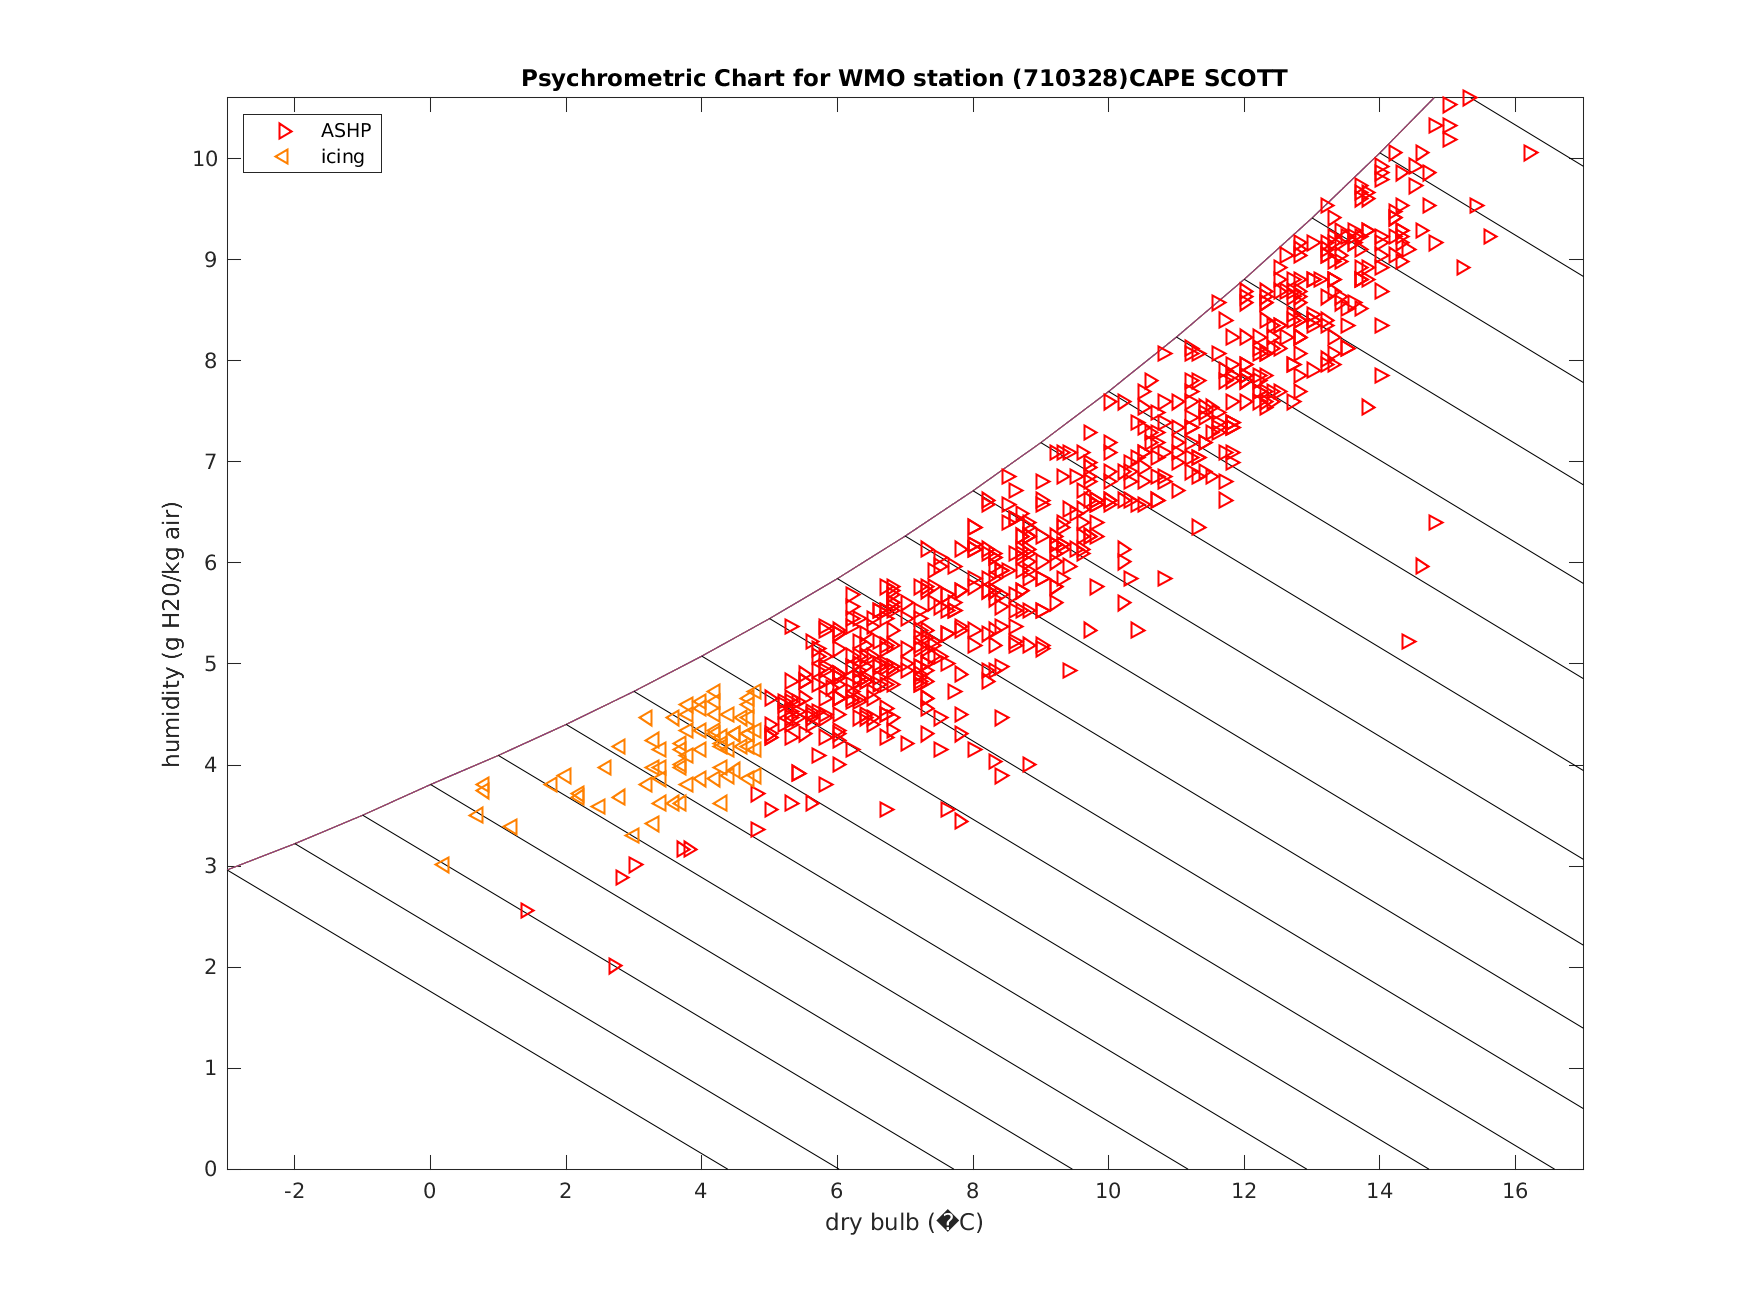 Psychrometric Chart for WMO station (710328)CAPE SCOTT
ASHP
icing
10
9
8
7
6
5
4
3
2
1
0
humidity (g H20/kg air)
-2 0 2 4 6 8 10 12 14 16
dry bulb (�C)